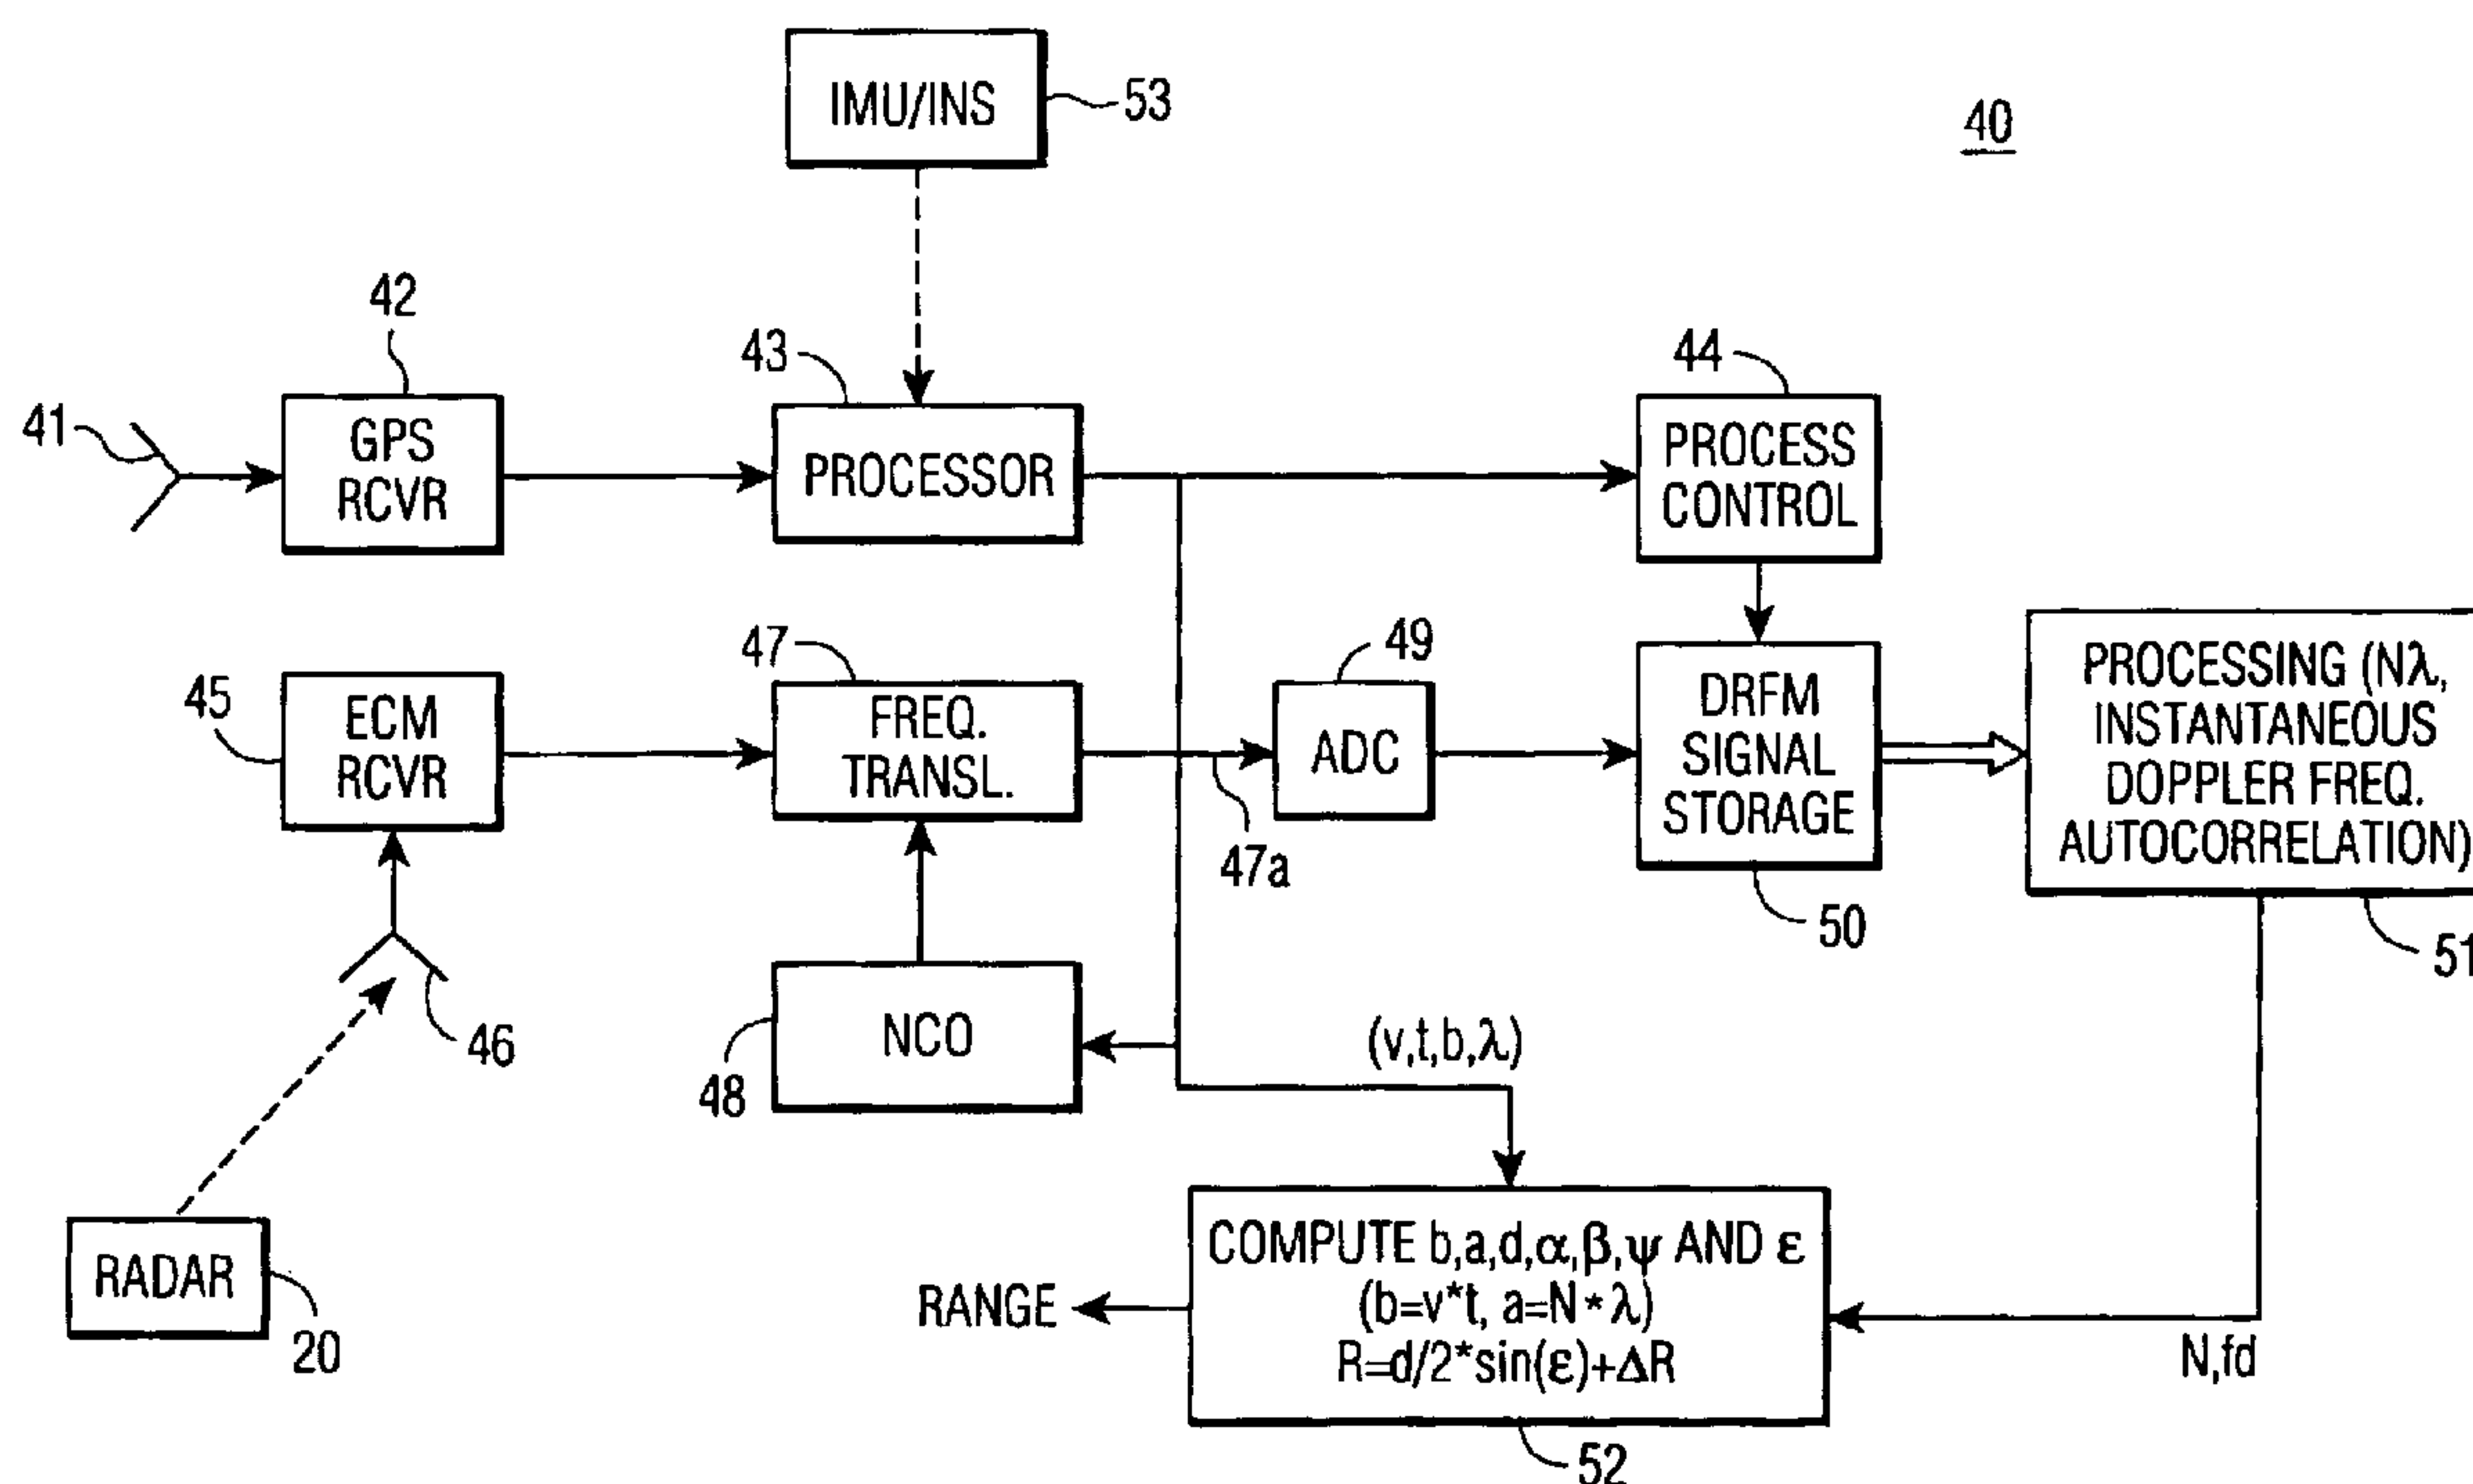 IMU/INS
53
40
42
43
44
41
GPS
RCVR
PROCESSOR
PROCESS
CONTROL
45
ECM
RCVR
47
FREQ.
TRANSL.
49
ADC
47a
DRFM
SIGNAL
STORAGE
50
PROCESSING (Nλ,
INSTANTANEOUS
DOPPLER FREQ.
AUTOCORRELATION)
51
46
NCO
48
(v,t,b,λ)
RADAR
20
RANGE
COMPUTE b,a,d,α,β,ψ AND ε
(b=v*t, a=N*λ)
R=d/2*sin(ε)+ΔR
52
N,fd